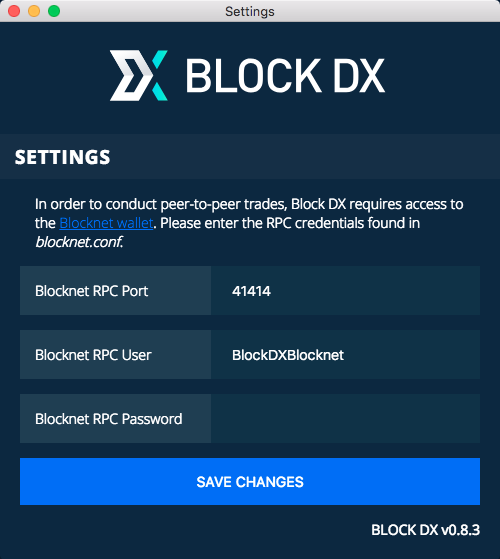 Settings
BLOCK DX
SETTINGS
In order to conduct peer-to-peer trades, Block DX requires access to
the Blocknet wallet. Please enter the RPC credentials found in
blocknet.conf.
Blocknet RPC Port 41414
Blocknet RPC User BlockDXBlocknet
Blocknet RPC Password
SAVE CHANGES
BLOCK DX v0.8.3